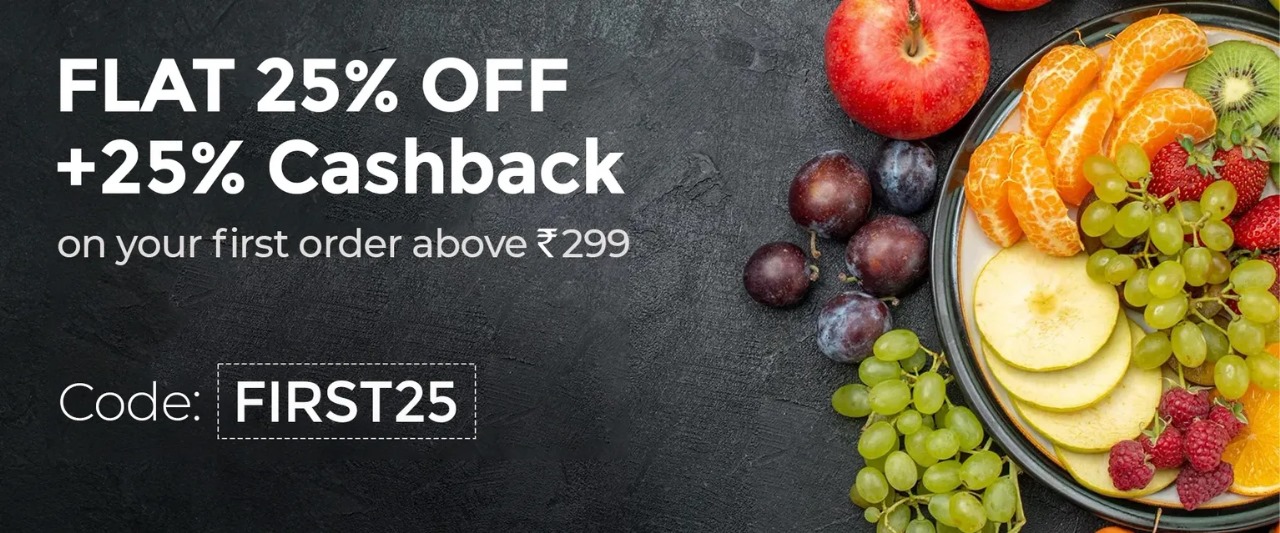 FLAT 25% OFF
+25% Cashback
on your first order above ₹299
Code: FIRST25